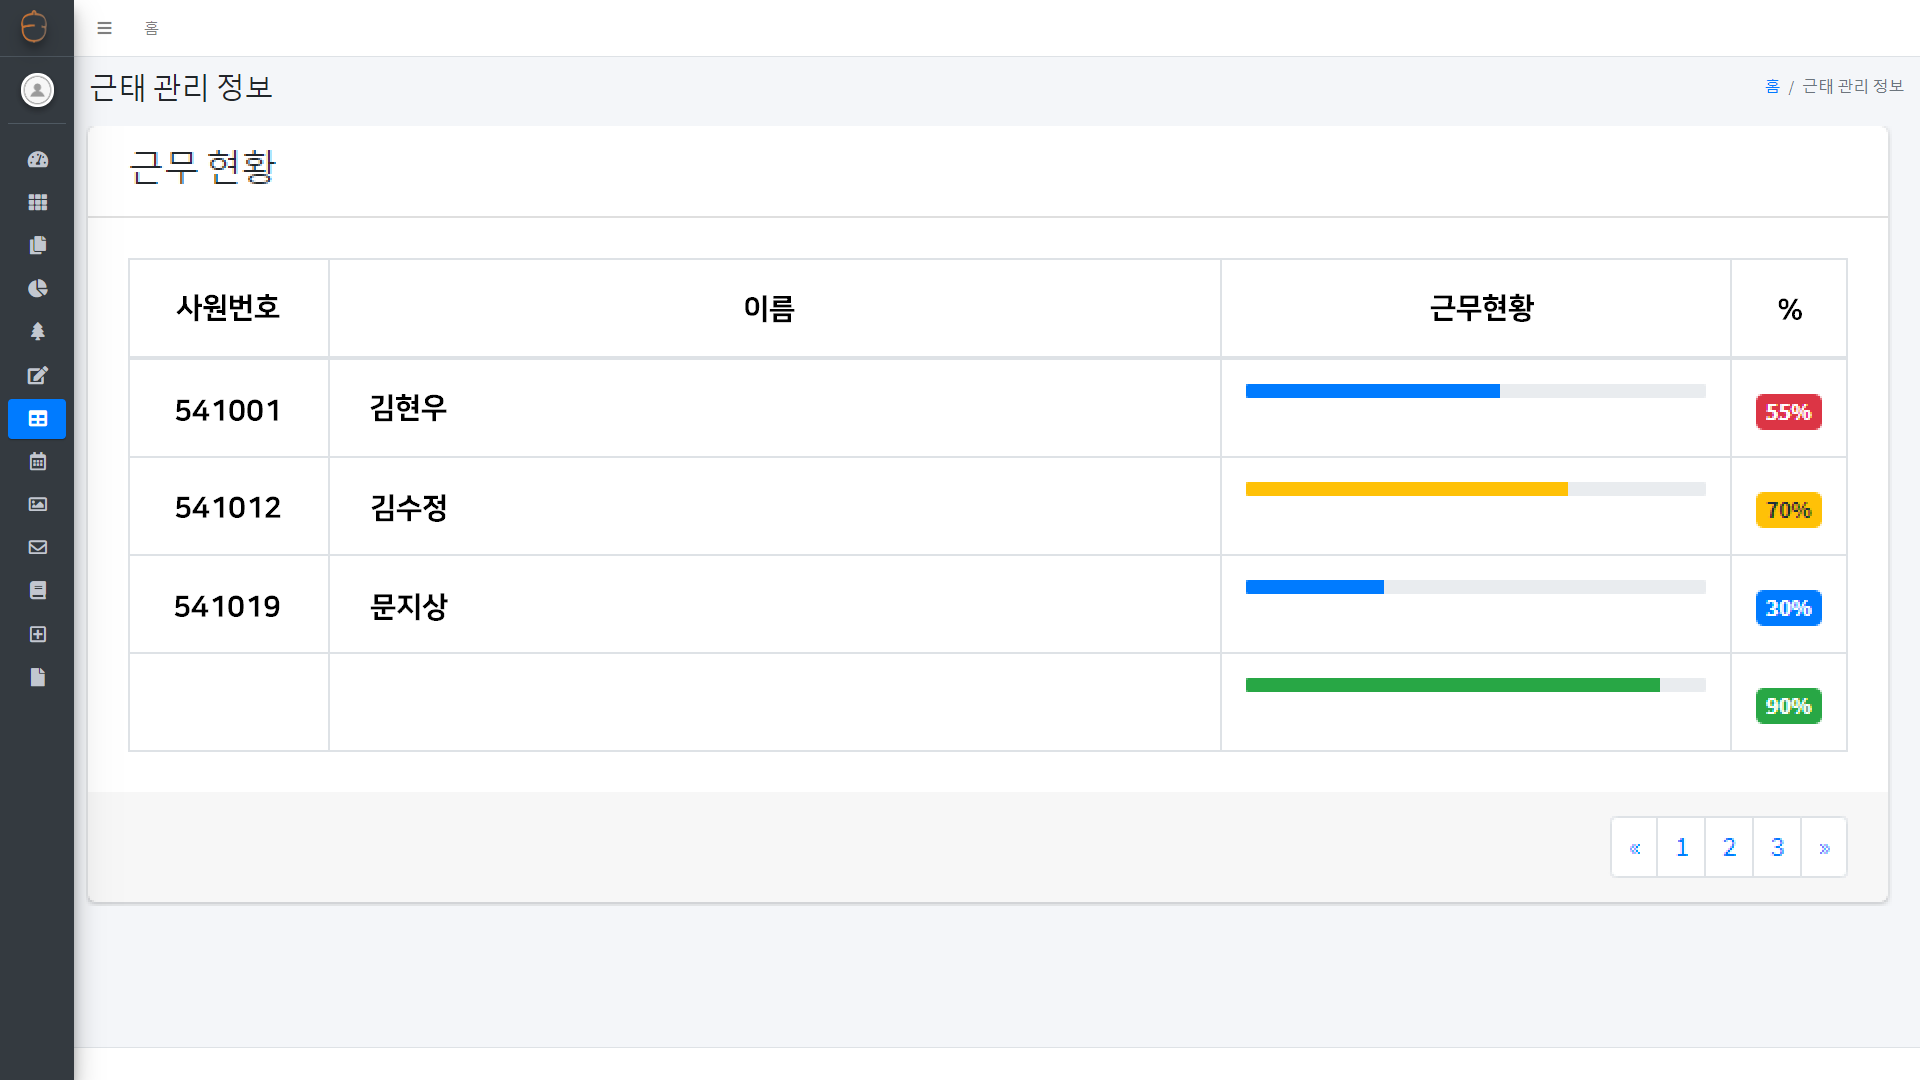 홈
근태 관리 정보
홈 / 근태 관리 정보
근무 현황
사원번호 이름 근무현황 %
541001 김현우 55%
541012 김수정 70%
541019 문지상 30%
90%
« 1 2 3 »